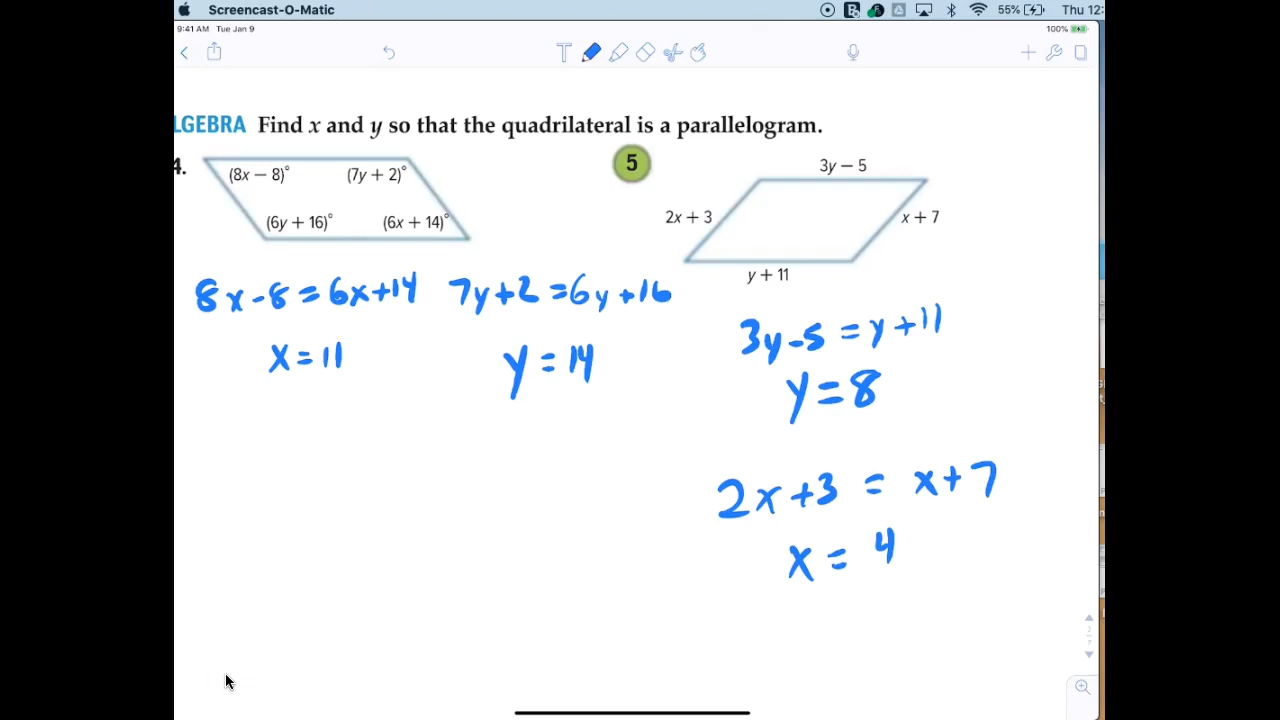 Screencast-O-Matic
55%
Thu 12:
9:41 AM Tue Jan 9
100%
LGEBRA Find x and y so that the quadrilateral is a parallelogram.
4.
(8x − 8)°
(7y + 2)°
(6y + 16)°
(6x + 14)°
5
3y − 5
2x + 3
x + 7
y + 11
8x-8=6x+14
7y+2=6y+16
x=11
y=14
3y-5=y+11
y=8
2x+3=x+7
x=4